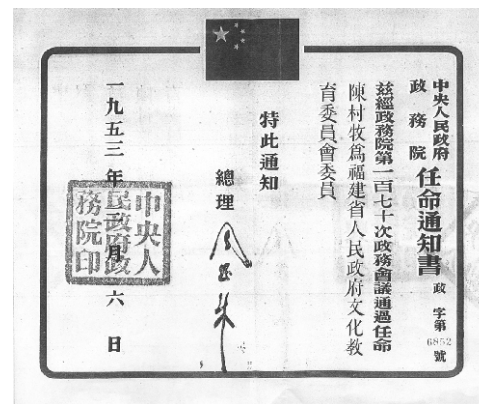 中央人民政府
政務院
任命通知書
政字第6852號
茲經政務院第一百七十次政務會議通過任命
陳村牧爲福建省人民政府文化教
育委員會委員
特此通知
總理 周恩来
一九五三年 月六日
中央人
民政府政
務院印